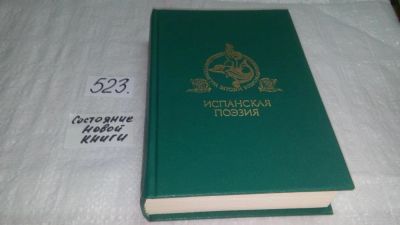 523.
Состояние
новой
книги
ИСПАНСКАЯ
ПОЭЗИЯ